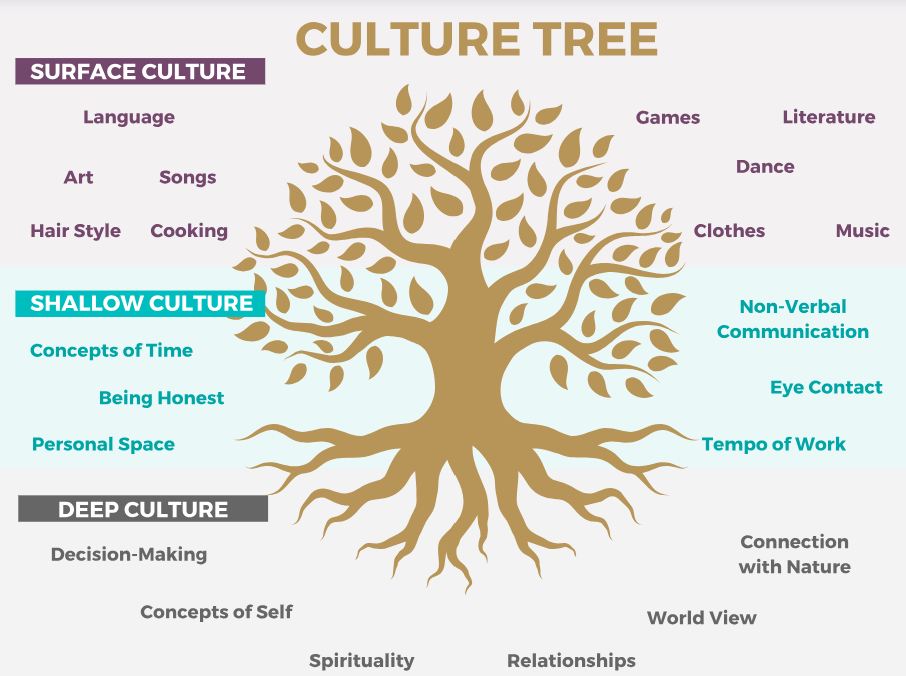 CULTURE TREE
SURFACE CULTURE
Language
Art
Songs
Hair Style
Cooking
Games
Literature
Dance
Clothes
Music
SHALLOW CULTURE
Concepts of Time
Being Honest
Personal Space
Non-Verbal
Communication
Eye Contact
Tempo of Work
DEEP CULTURE
Decision-Making
Concepts of Self
Spirituality
Relationships
Connection
with Nature
World View